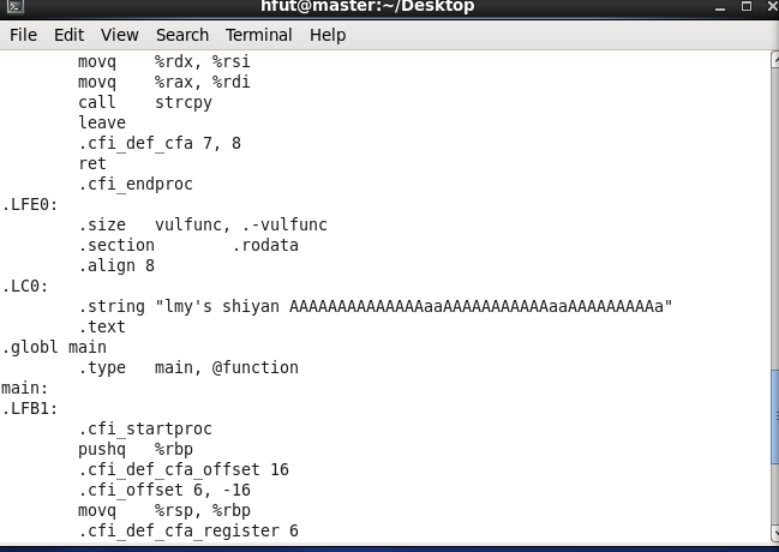 hfut@master:~/Desktop
File Edit View Search Terminal Help
movq %rdx, %rsi
movq %rax, %rdi
call strcpy
leave
.cfi_def_cfa 7, 8
ret
.cfi_endproc
.LFE0:
.size vulfunc, .-vulfunc
.section .rodata
.align 8
.LC0:
.string "lmy's shiyan AAAAAAAAAAAAAAaaAAAAAAAAAAAaaAAAAAAAAAa"
.text
.globl main
.type main, @function
main:
.LFB1:
.cfi_startproc
pushq %rbp
.cfi_def_cfa_offset 16
.cfi_offset 6, -16
movq %rsp, %rbp
.cfi_def_cfa_register 6